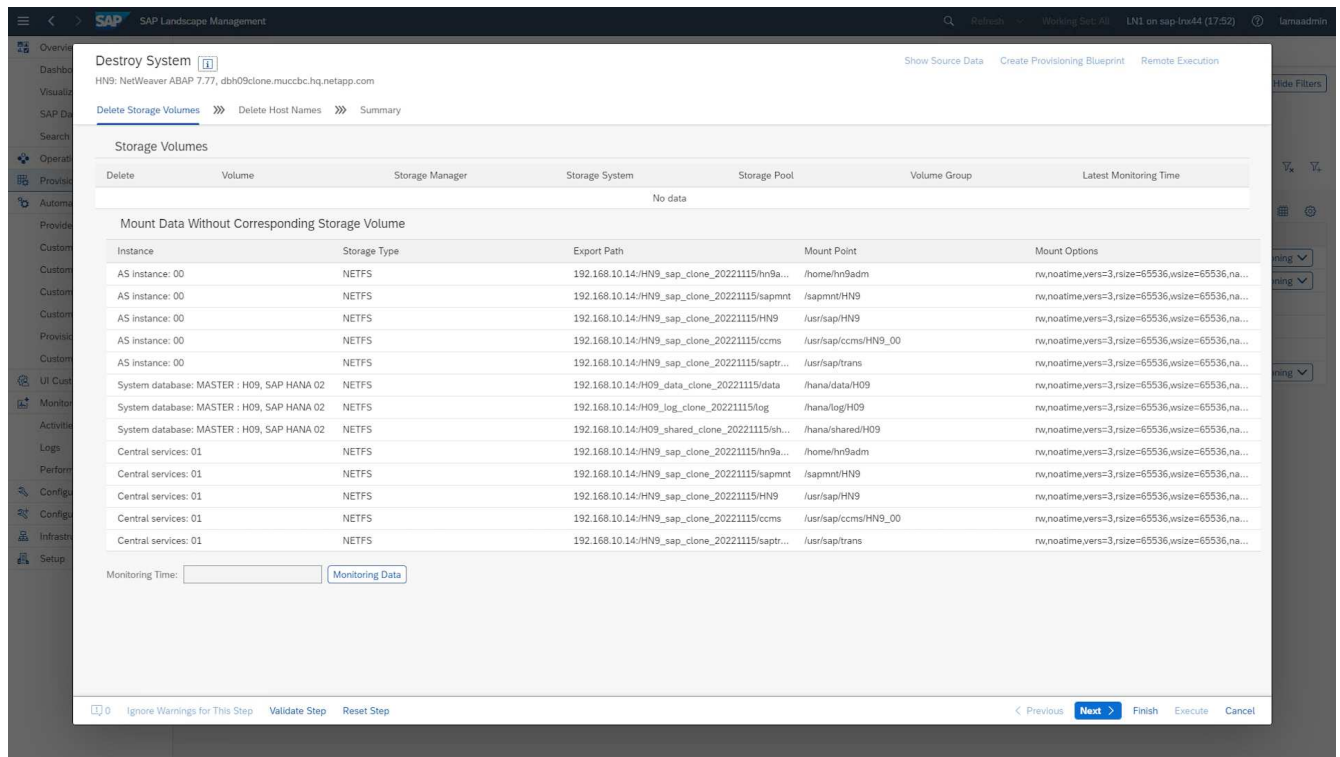 SAP SAP Landscape Management Refresh Working Set: All LN1 on sap-lnx44 (17:52) lamaadmin
Destroy System
HN9: NetWeaver ABAP 7.77, dbh09clone.muccbc.hq.netapp.com
Show Source Data Create Provisioning Blueprint Remote Execution
Delete Storage Volumes Delete Host Names Summary
Storage Volumes
Delete Volume Storage Manager Storage System Storage Pool Volume Group Latest Monitoring Time
No data
Mount Data Without Corresponding Storage Volume
Instance Storage Type Export Path Mount Point Mount Options
AS instance: 00 NETFS 192.168.10.14:/HN9_sap_clone_20221115/hn9a... /home/hn9adm rw,noatime,vers=3,rsize=65536,wsize=65536,na...
AS instance: 00 NETFS 192.168.10.14:/HN9_sap_clone_20221115/sapmnt /sapmnt/HN9 rw,noatime,vers=3,rsize=65536,wsize=65536,na...
AS instance: 00 NETFS 192.168.10.14:/HN9_sap_clone_20221115/HN9 /usr/sap/HN9 rw,noatime,vers=3,rsize=65536,wsize=65536,na...
AS instance: 00 NETFS 192.168.10.14:/HN9_sap_clone_20221115/ccms /usr/sap/ccms/HN9_00 rw,noatime,vers=3,rsize=65536,wsize=65536,na...
AS instance: 00 NETFS 192.168.10.14:/HN9_sap_clone_20221115/saptr... /usr/sap/trans rw,noatime,vers=3,rsize=65536,wsize=65536,na...
System database: MASTER : H09, SAP HANA 02 NETFS 192.168.10.14:/H09_data_clone_20221115/data /hana/data/H09 rw,noatime,vers=3,rsize=65536,wsize=65536,na...
System database: MASTER : H09, SAP HANA 02 NETFS 192.168.10.14:/H09_log_clone_20221115/log /hana/log/H09 rw,noatime,vers=3,rsize=65536,wsize=65536,na...
System database: MASTER : H09, SAP HANA 02 NETFS 192.168.10.14:/H09_shared_clone_20221115/sh... /hana/shared/H09 rw,noatime,vers=3,rsize=65536,wsize=65536,na...
Central services: 01 NETFS 192.168.10.14:/HN9_sap_clone_20221115/hn9a... /home/hn9adm rw,noatime,vers=3,rsize=65536,wsize=65536,na...
Central services: 01 NETFS 192.168.10.14:/HN9_sap_clone_20221115/sapmnt /sapmnt/HN9 rw,noatime,vers=3,rsize=65536,wsize=65536,na...
Central services: 01 NETFS 192.168.10.14:/HN9_sap_clone_20221115/HN9 /usr/sap/HN9 rw,noatime,vers=3,rsize=65536,wsize=65536,na...
Central services: 01 NETFS 192.168.10.14:/HN9_sap_clone_20221115/ccms /usr/sap/ccms/HN9_00 rw,noatime,vers=3,rsize=65536,wsize=65536,na...
Central services: 01 NETFS 192.168.10.14:/HN9_sap_clone_20221115/saptr... /usr/sap/trans rw,noatime,vers=3,rsize=65536,wsize=65536,na...
Monitoring Time: Monitoring Data
0 Ignore Warnings for This Step Validate Step Reset Step < Previous Next > Finish Execute Cancel
Overvie
Dashbo
Visualiz
SAP Da
Search
Operati
Provisic
Automa
Provide
Custom
Custom
Custom
Custom
Provisic
Custom
UI Cust
Monitor
Activitie
Logs
Perform
Configu
Configu
Infrastr
Setup
Hide Filters
ning
ning
ning